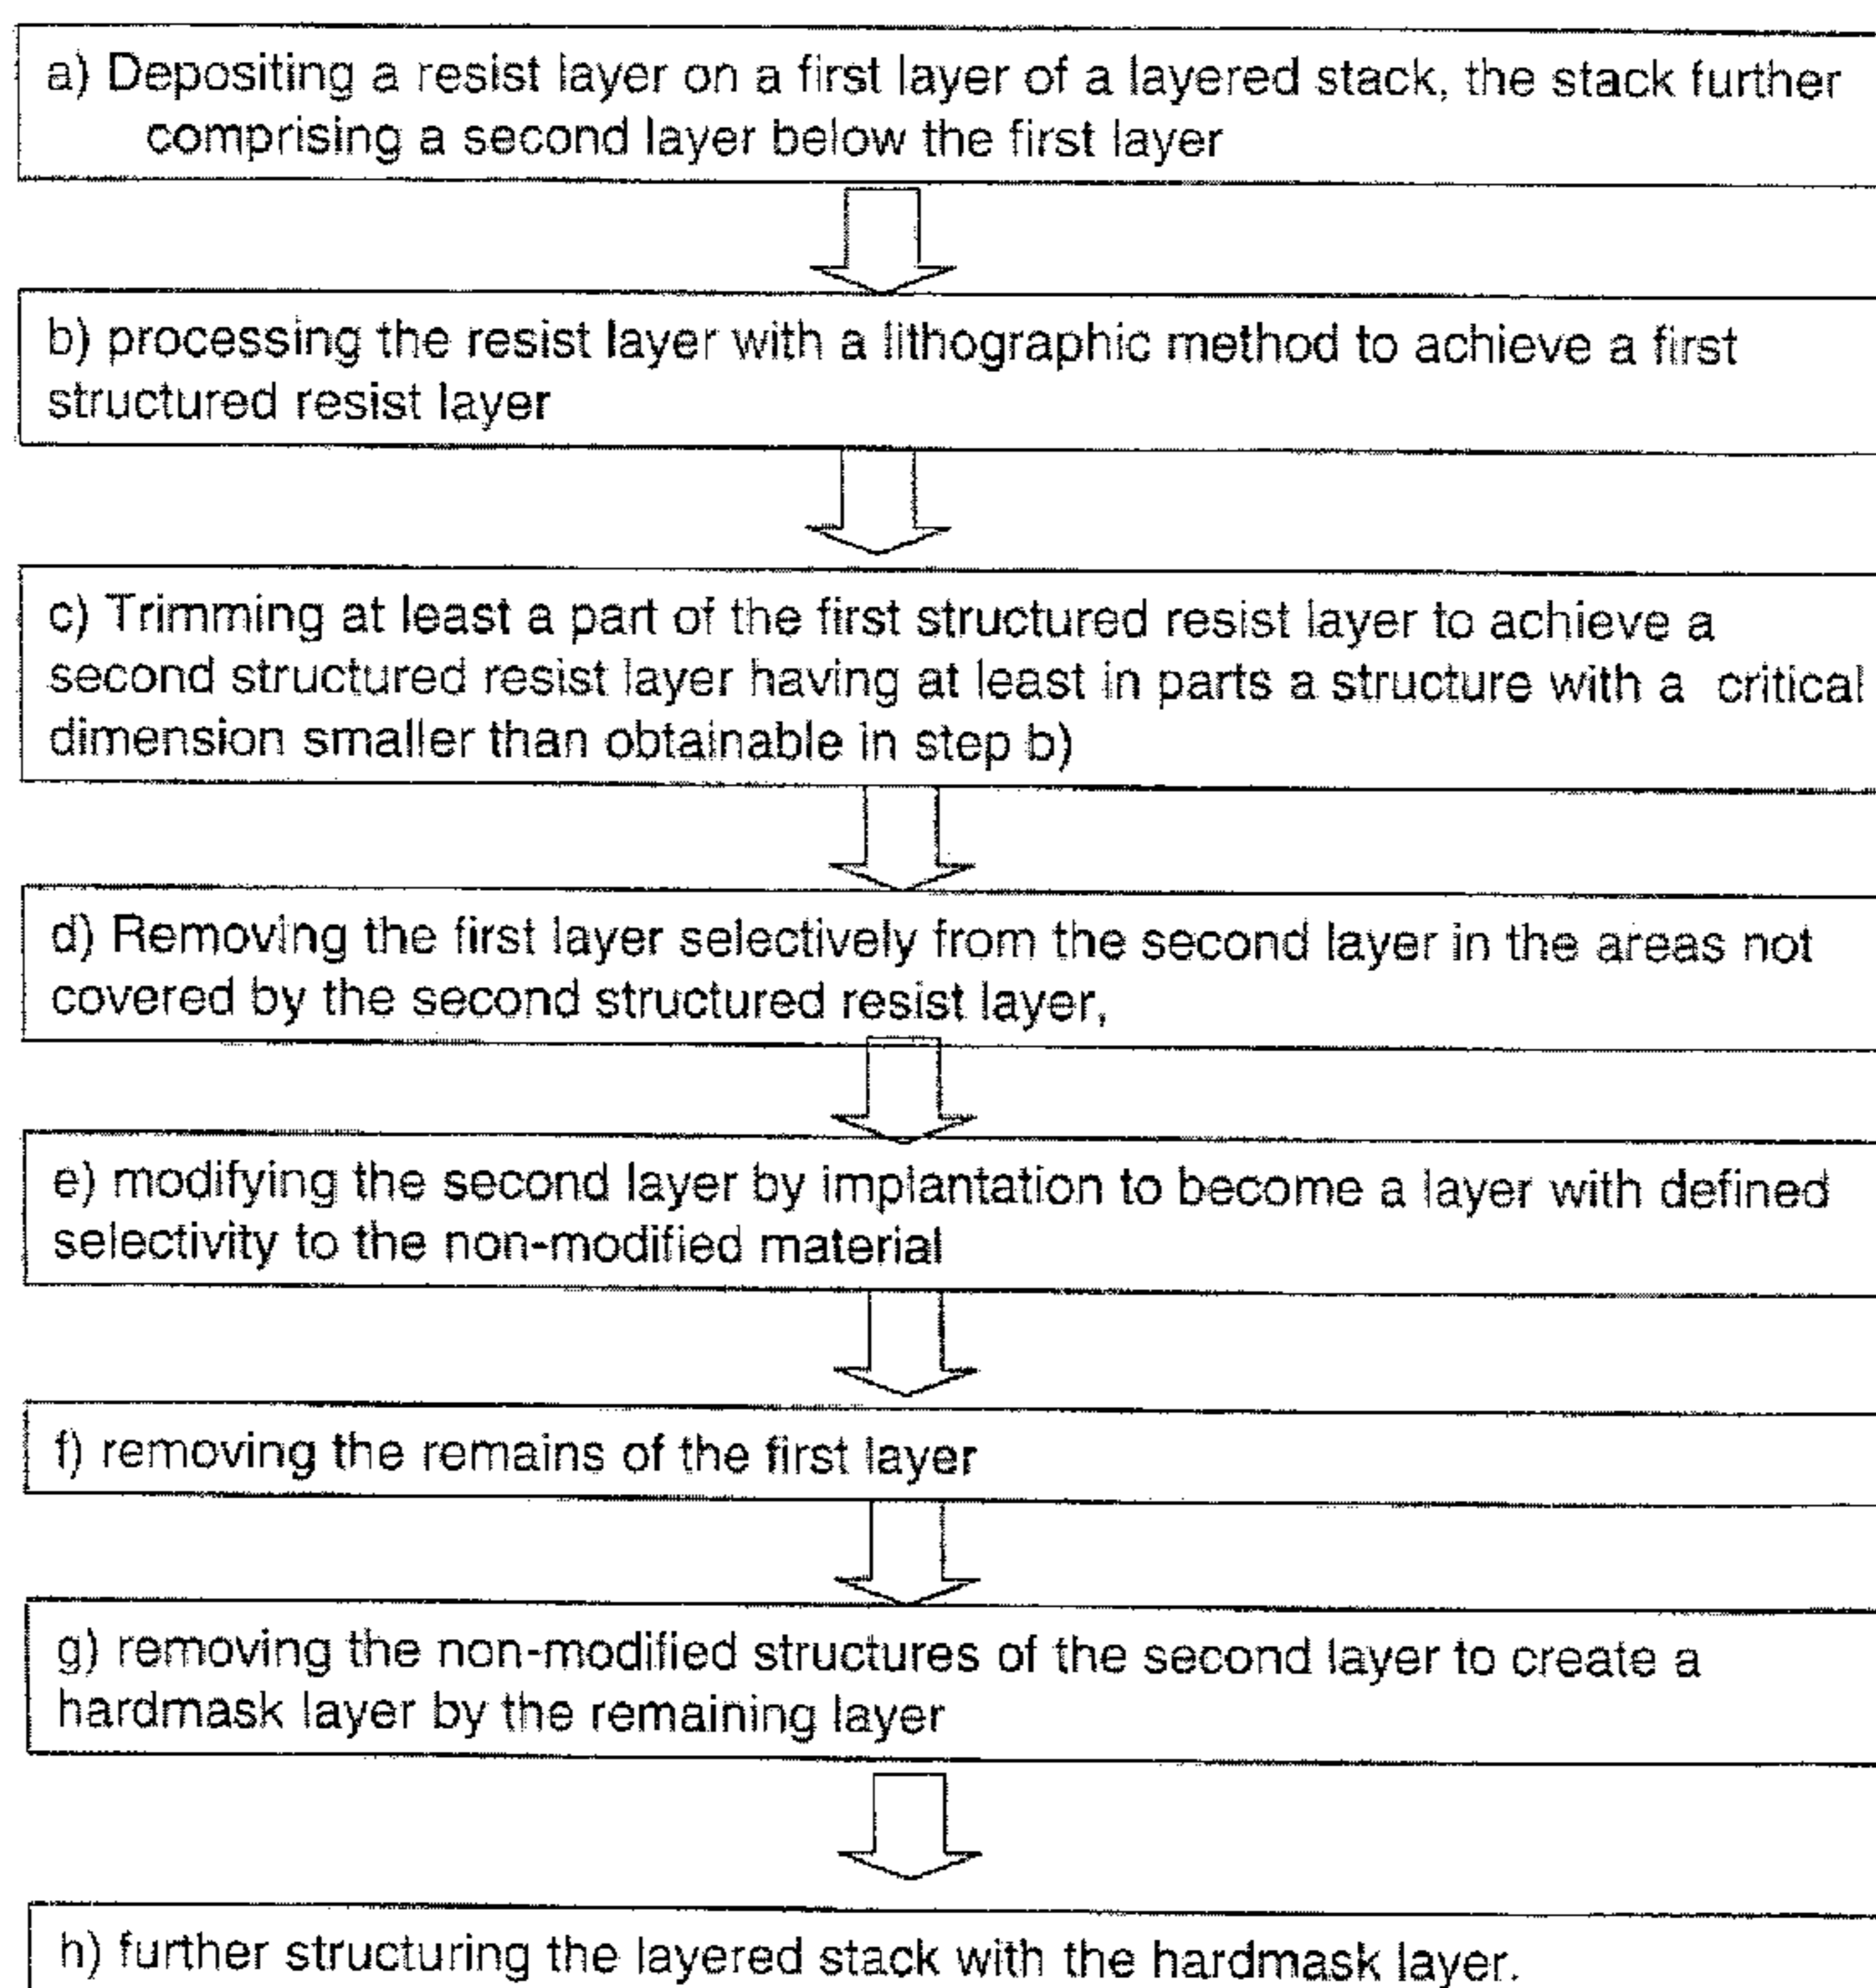 a) Depositing a resist layer on a first layer of a layered stack, the stack further
comprising a second layer below the first layer
b) processing the resist layer with a lithographic method to achieve a first
structured resist layer
c) Trimming at least a part of the first structured resist layer to achieve a
second structured resist layer having at least in parts a structure with a critical
dimension smaller than obtainable in step b)
d) Removing the first layer selectively from the second layer in the areas not
covered by the second structured resist layer,
e) modifying the second layer by implantation to become a layer with defined
selectivity to the non-modified material
f) removing the remains of the first layer
g) removing the non-modified structures of the second layer to create a
hardmask layer by the remaining layer
h) further structuring the layered stack with the hardmask layer.